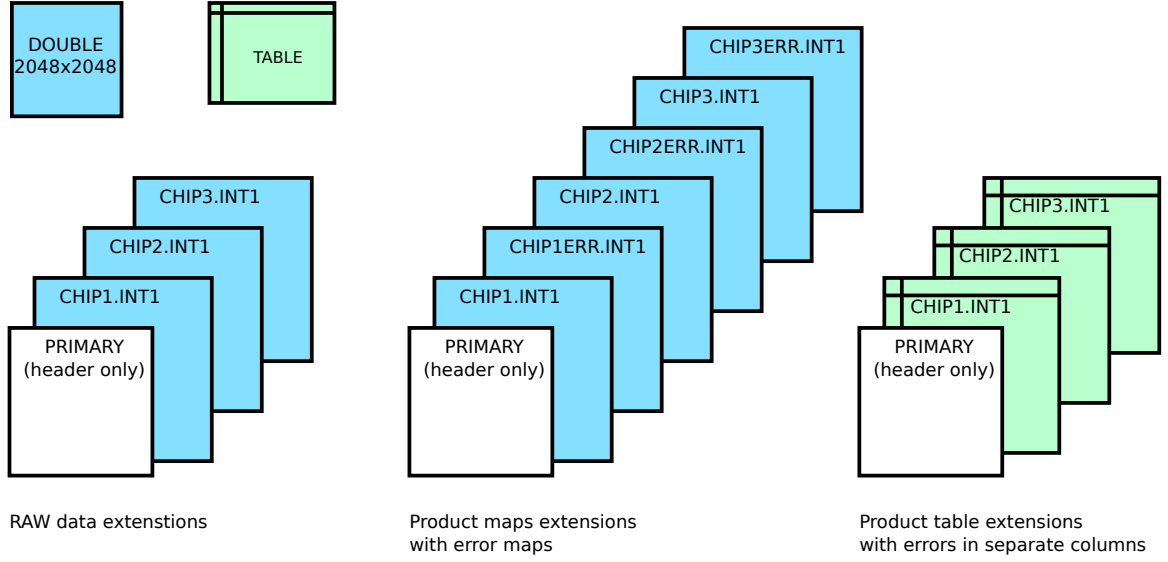 DOUBLE
2048x2048
TABLE
CHIP3.INT1
CHIP2.INT1
CHIP1.INT1
PRIMARY
(header only)
RAW data extenstions
CHIP3ERR.INT1
CHIP3.INT1
CHIP2ERR.INT1
CHIP2.INT1
CHIP1ERR.INT1
CHIP1.INT1
PRIMARY
(header only)
Product maps extensions
with error maps
CHIP3.INT1
CHIP2.INT1
CHIP1.INT1
PRIMARY
(header only)
Product table extensions
with errors in separate columns